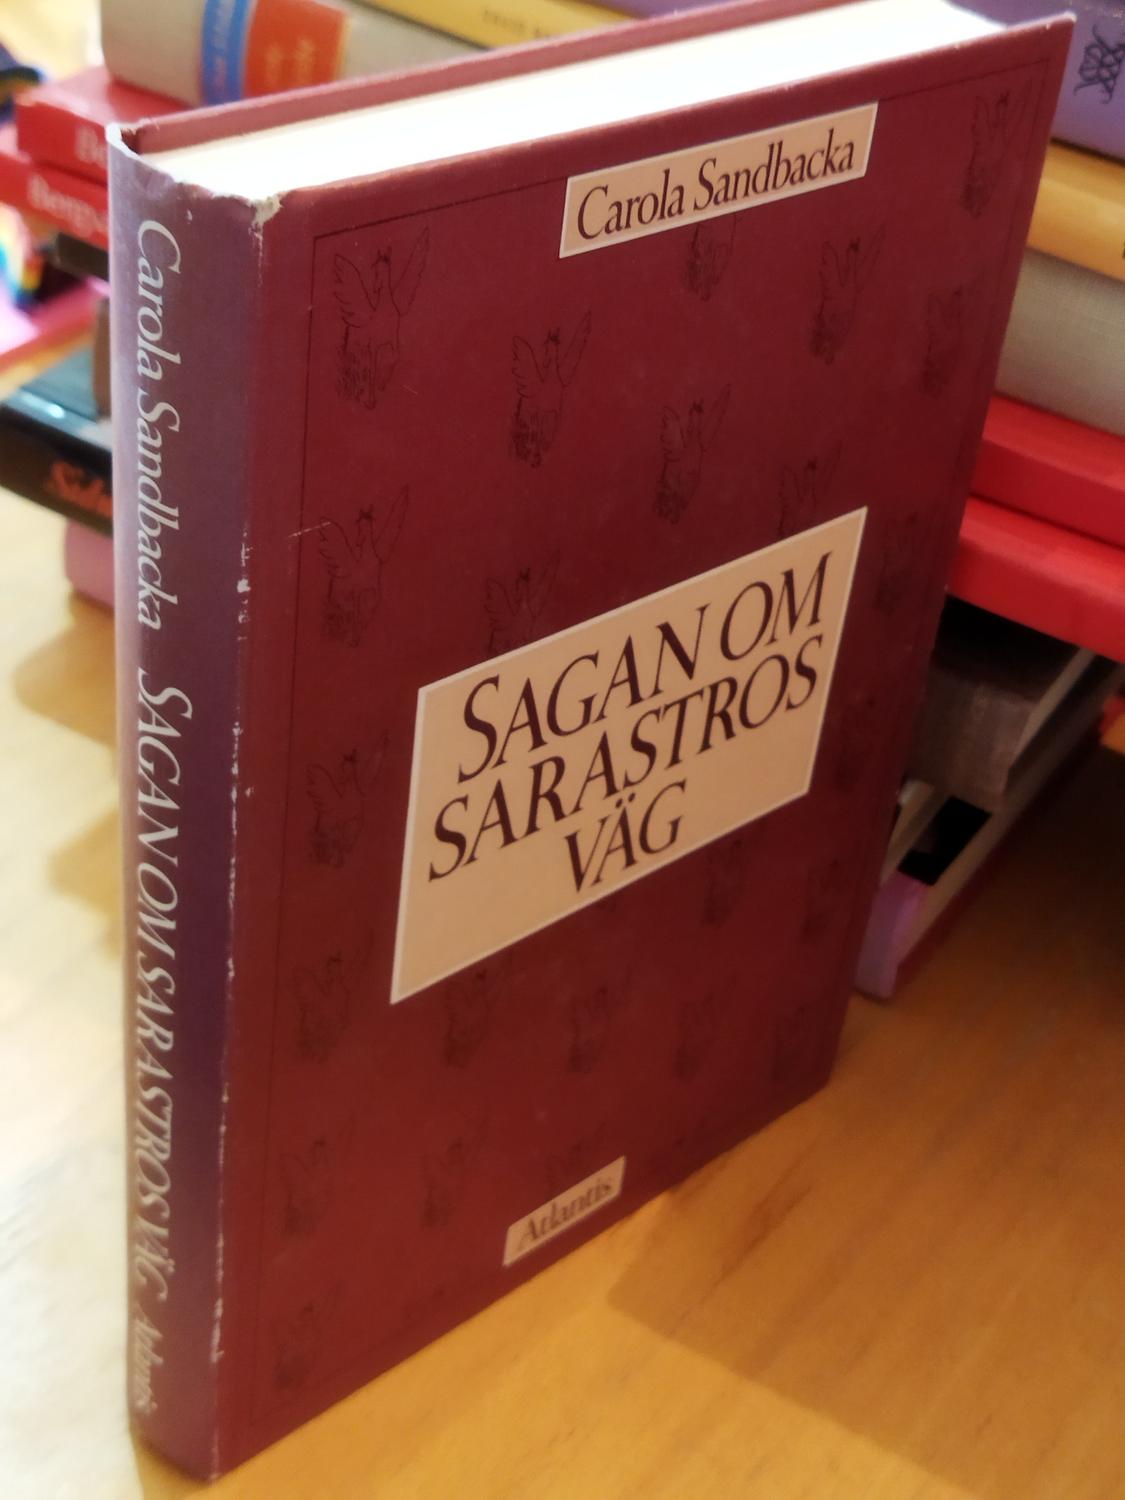 Carola Sandbacka
SAGAN OM
SARASTROS
VÄG
Atlantis
Carola Sandbacka SAGAN OM SARASTROS VÄG Atlantis